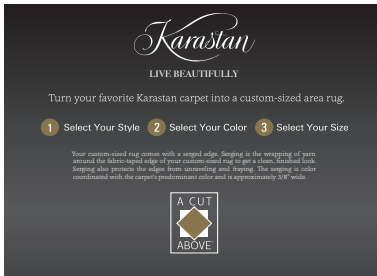 Karastan
LIVE BEAUTIFULLY
Turn your favorite Karastan carpet into a custom-sized area rug.
1 Select Your Style 2 Select Your Color 3 Select Your Size
Your custom-sized rug comes with a serged edge. Serging is the wrapping of yarn
around the fabric-taped edge of your custom-sized rug to get a clean, finished look.
Serging also protects the edges from unraveling and fraying. The serging is color
coordinated with the carpet's predominant color and is approximately 3/8" wide.
A CUT
ABOVE